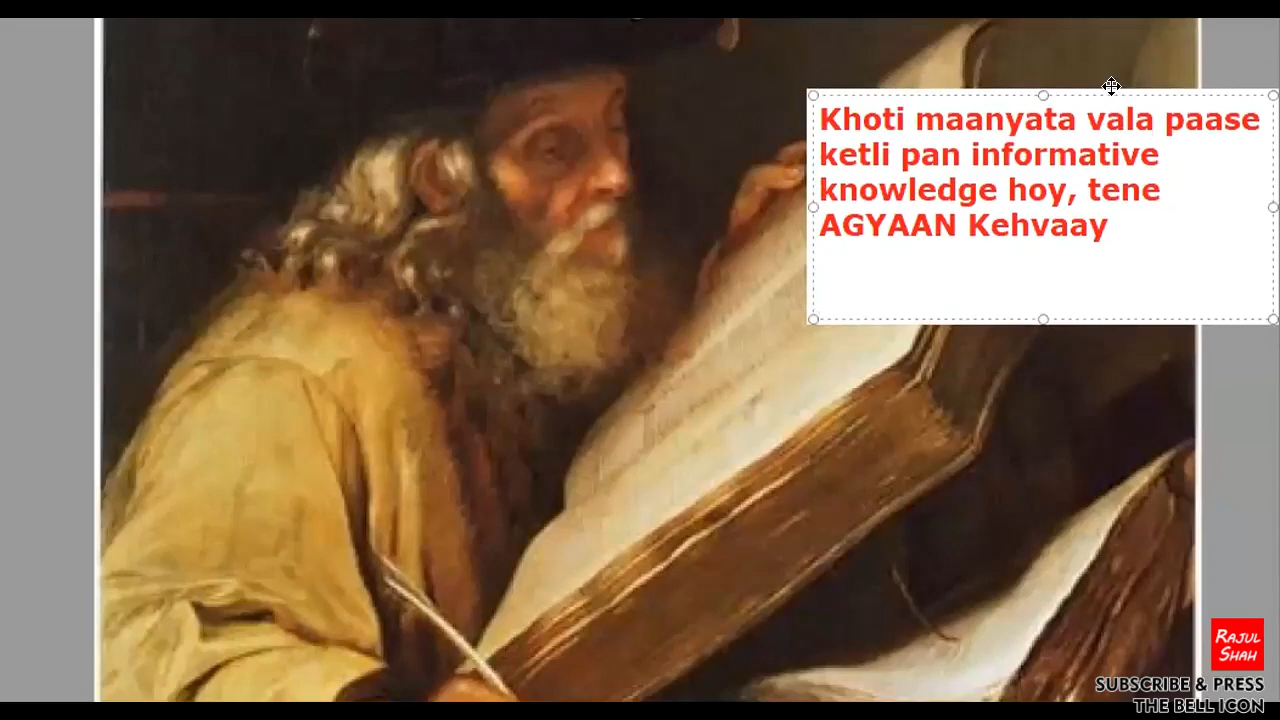 Khoti maanyata vala paase
ketli pan informative
knowledge hoy, tene
AGYAAN Kehvaay
RAJUL
SHAH
SUBSCRIBE & PRESS
THE BELL ICON